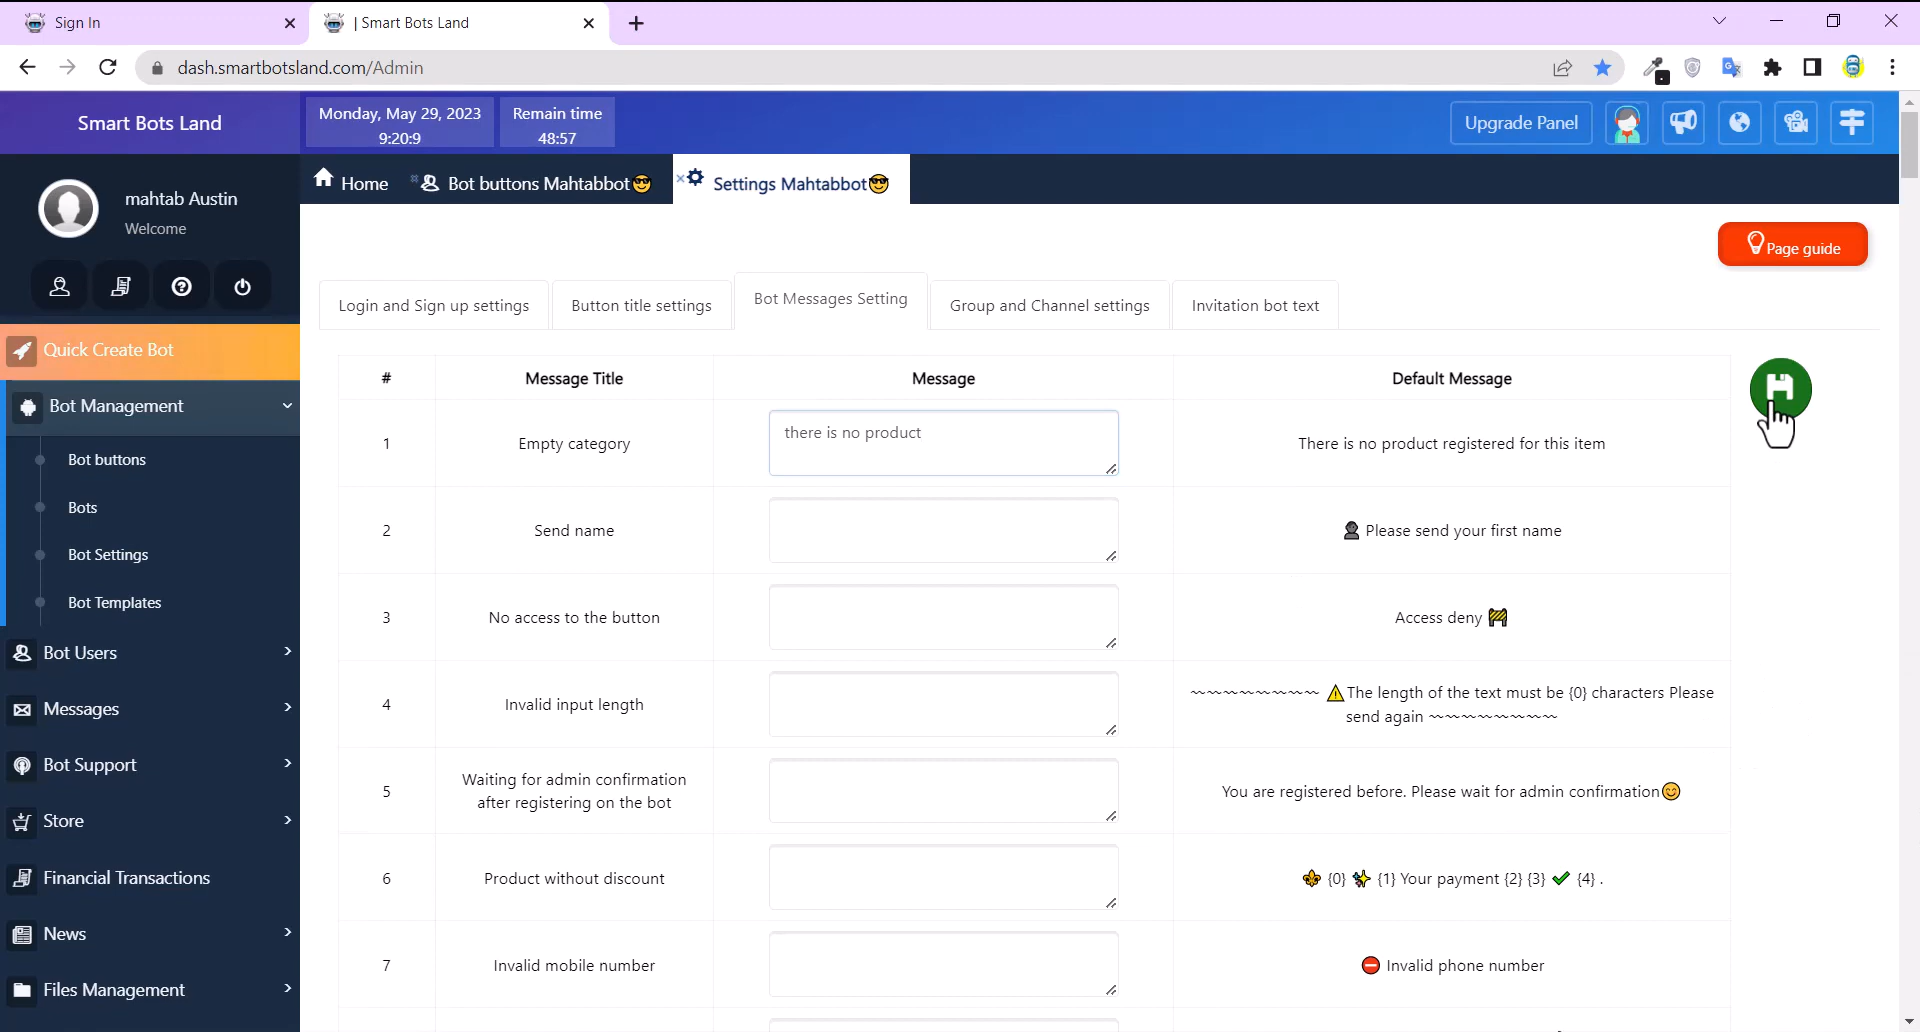 Sign In
| Smart Bots Land
dash.smartbotsland.com/Admin
Smart Bots Land
Monday, May 29, 2023
9:20:9
Remain time
48:57
Upgrade Panel
mahtab Austin
Welcome
Home
Bot buttons Mahtabbot😎
Settings Mahtabbot😎
Page guide
Quick Create Bot
Bot Management
Bot buttons
Bots
Bot Settings
Bot Templates
Bot Users
Messages
Bot Support
Store
Financial Transactions
News
Files Management
Login and Sign up settings
Button title settings
Bot Messages Setting
Group and Channel settings
Invitation bot text
# Message Title Message Default Message
1 Empty category there is no product There is no product registered for this item
2 Send name 👤 Please send your first name
3 No access to the button Access deny 🚧
4 Invalid input length 〰〰〰〰〰〰〰〰 ⚠The length of the text must be {0} characters Please
send again 〰〰〰〰〰〰〰〰
5 Waiting for admin confirmation
after registering on the bot You are registered before. Please wait for admin confirmation😊
6 Product without discount ⚜ {0} ✨ {1} Your payment {2} {3} ✔ {4} .
7 Invalid mobile number ⛔ Invalid phone number